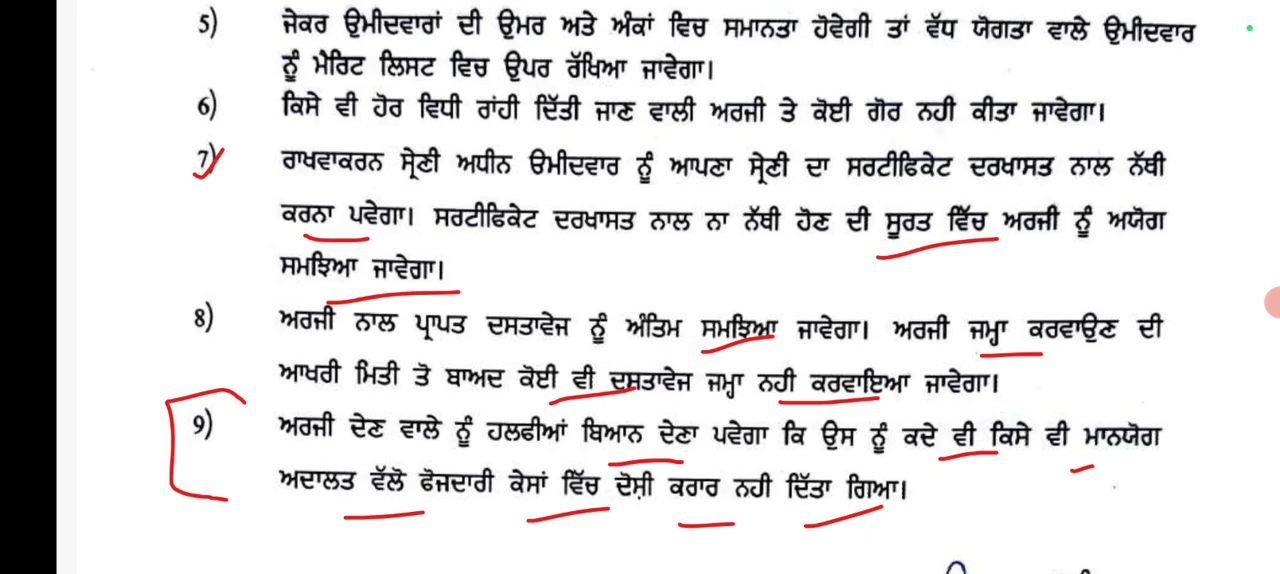 5) ਜੇਕਰ ਉਮੀਦਵਾਰਾਂ ਦੀ ਉਮਰ ਅਤੇ ਅੰਕਾਂ ਵਿਚ ਸਮਾਨਤਾ ਹੋਵੇਗੀ ਤਾਂ ਵੱਧ ਯੋਗਤਾ ਵਾਲੇ ਉਮੀਦਵਾਰ
ਨੂੰ ਮੈਰਿਟ ਲਿਸਟ ਵਿਚ ਉਪਰ ਰੱਖਿਆ ਜਾਵੇਗਾ।
6) ਕਿਸੇ ਵੀ ਹੋਰ ਵਿਧੀ ਰਾਂਹੀ ਦਿੱਤੀ ਜਾਣ ਵਾਲੀ ਅਰਜੀ ਤੇ ਕੋਈ ਗੋਰ ਨਹੀ ਕੀਤਾ ਜਾਵੇਗਾ।
7) ਰਾਖਵਾਕਰਨ ਸ੍ਰੇਣੀ ਅਧੀਨ ਓਮੀਦਵਾਰ ਨੂੰ ਆਪਣਾ ਸ੍ਰੇਣੀ ਦਾ ਸਰਟੀਫਿਕੇਟ ਦਰਖਾਸਤ ਨਾਲ ਨੱਥੀ
ਕਰਨਾ ਪਵੇਗਾ। ਸਰਟੀਫਿਕੇਟ ਦਰਖਾਸਤ ਨਾਲ ਨਾ ਨੱਥੀ ਹੋਣ ਦੀ ਸੂਰਤ ਵਿੱਚ ਅਰਜੀ ਨੂੰ ਅਯੋਗ
ਸਮਝਿਆ ਜਾਵੇਗਾ।
8) ਅਰਜੀ ਨਾਲ ਪ੍ਰਾਪਤ ਦਸਤਾਵੇਜ ਨੂੰ ਅੰਤਿਮ ਸਮਝਿਆ ਜਾਵੇਗਾ। ਅਰਜੀ ਜਮ੍ਹਾ ਕਰਵਾਉਣ ਦੀ
ਆਖਰੀ ਮਿਤੀ ਤੋ ਬਾਅਦ ਕੋਈ ਵੀ ਦਸਤਾਵੇਜ ਜਮ੍ਹਾ ਨਹੀ ਕਰਵਾਇਆ ਜਾਵੇਗਾ।
9) ਅਰਜੀ ਦੇਣ ਵਾਲੇ ਨੂੰ ਹਲਫੀਆਂ ਬਿਆਨ ਦੇਣਾ ਪਵੇਗਾ ਕਿ ਉਸ ਨੂੰ ਕਦੇ ਵੀ ਕਿਸੇ ਵੀ ਮਾਨਯੋਗ
ਅਦਾਲਤ ਵੱਲੋ ਫੋਜਦਾਰੀ ਕੇਸਾਂ ਵਿੱਚ ਦੋਸ਼ੀ ਕਰਾਰ ਨਹੀ ਦਿੱਤਾ ਗਿਆ।